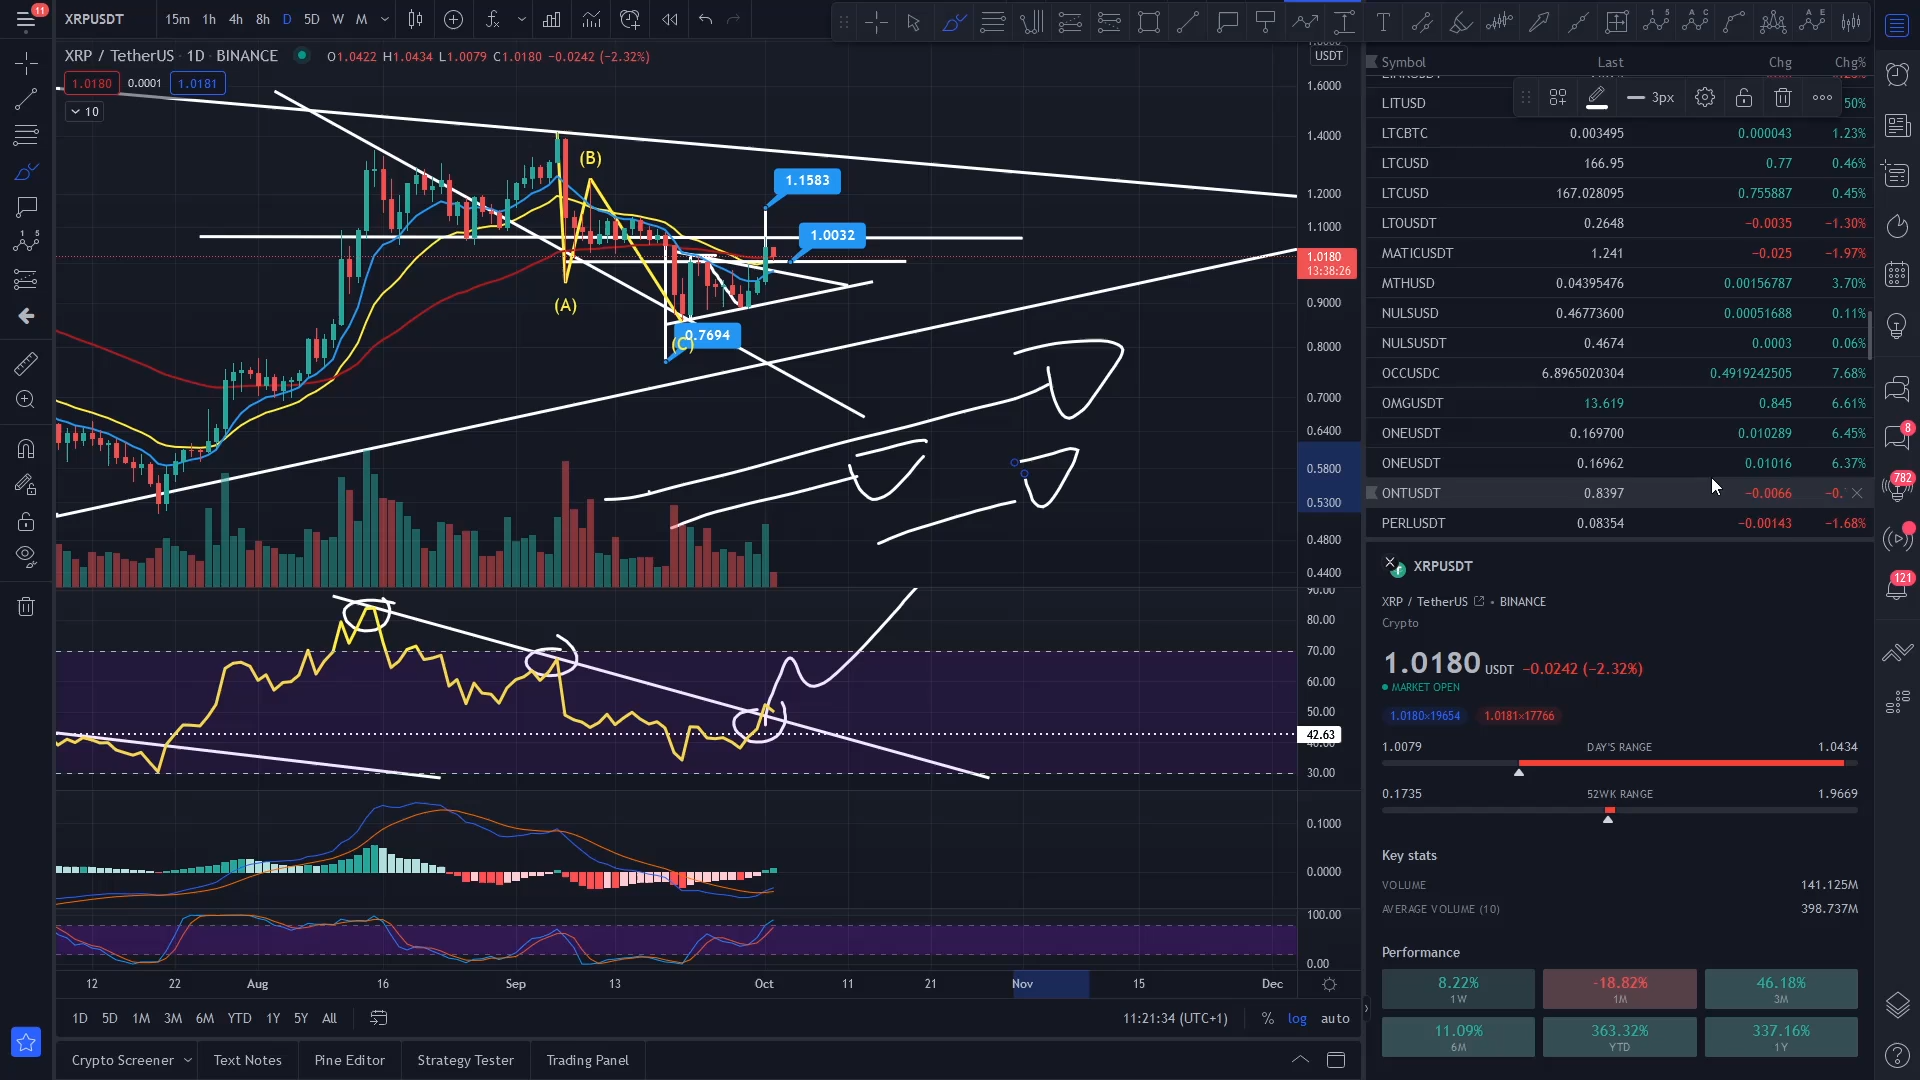 11
XRPUSDT 15m 1h 4h 8h D 5D W M
XRP / TetherUS · 1D · BINANCE O1.0422 H1.0434 L1.0079 C1.0180 −0.0242 (−2.32%)
1.0180 0.0001 1.0181
10
USDT
1.6000
1.4000
1.2000
1.1000
1.0180
13:38:26
0.9000
0.8000
0.7000
0.6400
0.5800
0.5300
0.4800
0.4400
(B)
1.1583
1.0032
(A)
0.7694
(C)
90.00
80.00
70.00
60.00
50.00
42.63
30.00
0.1000
0.0000
100.00
0.00
12 22 Aug 16 Sep 13 Oct 11 21 Nov 15 Dec
1D 5D 1M 3M 6M YTD 1Y 5Y All 11:21:34 (UTC+1) % log auto
Crypto Screener Text Notes Pine Editor Strategy Tester Trading Panel
Symbol Last Chg Chg%
3px
LITUSD 50%
LTCBTC 0.003495 0.000043 1.23%
LTCUSD 166.95 0.77 0.46%
LTCUSD 167.028095 0.755887 0.45%
LTOUSDT 0.2648 −0.0035 −1.30%
MATICUSDT 1.241 −0.025 −1.97%
MTHUSD 0.04395476 0.00156787 3.70%
NULSUSD 0.46773600 0.00051688 0.11%
NULSUSDT 0.4674 0.0003 0.06%
OCCUSDC 6.8965020304 0.4919242505 7.68%
OMGUSDT 13.619 0.845 6.61%
ONEUSDT 0.169700 0.010289 6.45%
ONEUSDT 0.16962 0.01016 6.37%
ONTUSDT 0.8397 −0.0066
PERLUSDT 0.08354 −0.00143 −1.68%
XRPUSDT
XRP / TetherUS • BINANCE
Crypto
1.0180 USDT −0.0242 (−2.32%)
MARKET OPEN
1.0180×19654 1.0181×17766
1.0079 DAY'S RANGE 1.0434
0.1735 52WK RANGE 1.9669
Key stats
VOLUME 141.125M
AVERAGE VOLUME (10) 398.737M
Performance
8.22% -18.82% 46.18%
1W 1M 3M
11.09% 363.32% 337.16%
6M YTD 1Y
8
782
121